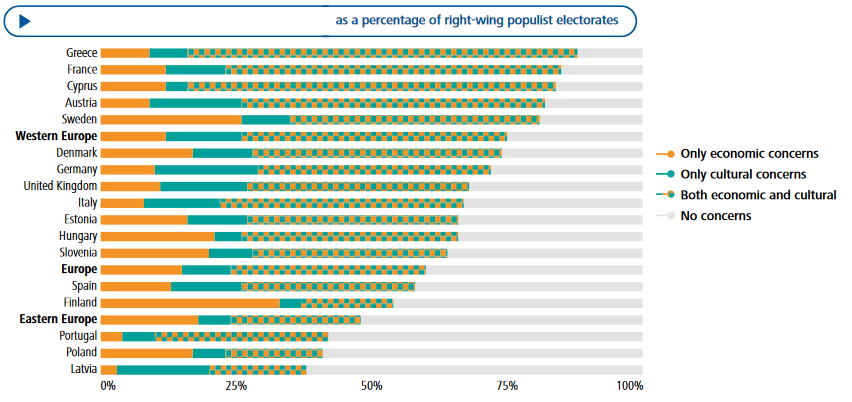 as a percentage of right-wing populist electorates
Greece
France
Cyprus
Austria
Sweden
Western Europe
Denmark
Germany
United Kingdom
Italy
Estonia
Hungary
Slovenia
Europe
Spain
Finland
Eastern Europe
Portugal
Poland
Latvia
0% 25% 50% 75% 100%
Only economic concerns
Only cultural concerns
Both economic and cultural
No concerns